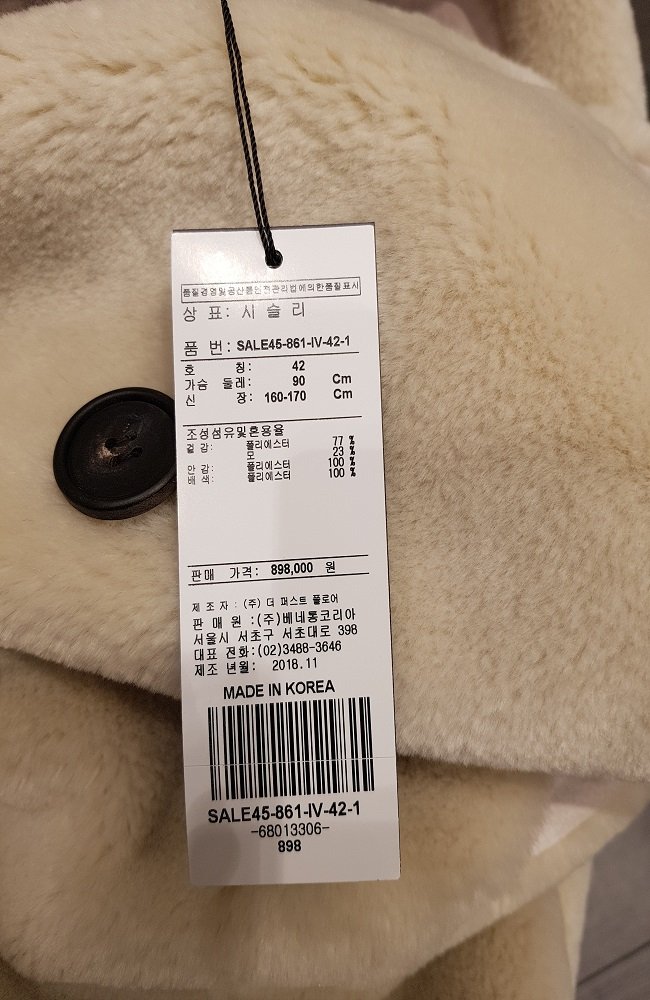 품질경영및공산품안전관리법에의한품질표시
상 표: 시 슬 리
품 번: SALE45-861-IV-42-1
호 칭: 42
가슴 둘레: 90 Cm
신 장: 160-170 Cm
조성섬유및혼용율
겉 감: 폴리에스터 77 %
모 23 %
안 감: 폴리에스터 100 %
배 색: 폴리에스터 100 %
판매 가격: 898,000 원
제 조 자 : (주) 더 퍼스트 플로어
판 매 원 :(주)베네통코리아
서울시 서초구 서초대로 398
대표 전화:(02)3488-3646
제조 년월: 2018.11
MADE IN KOREA
SALE45-861-IV-42-1
-68013306-
898